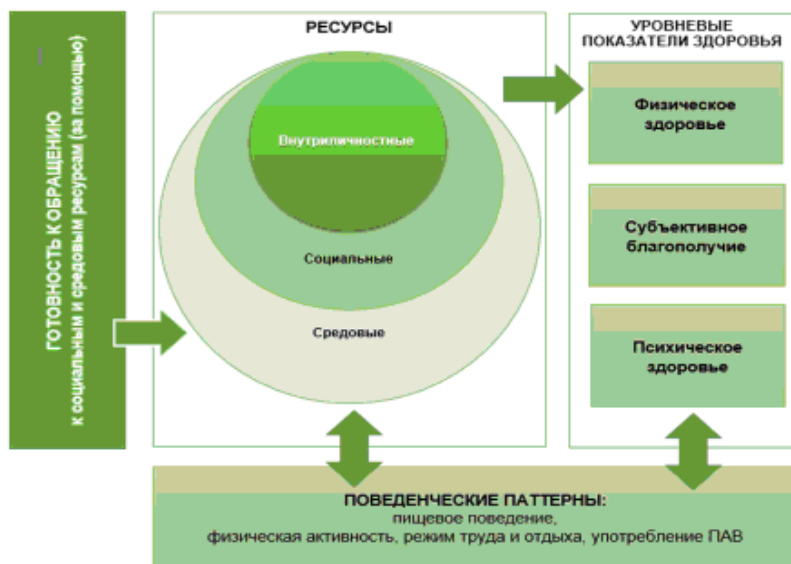 ГОТОВНОСТЬ К ОБРАЩЕНИЮ
к социальным и средовым ресурсам (за помощью)
РЕСУРСЫ
Внутриличностные
Социальные
Средовые
УРОВНЕВЫЕ
ПОКАЗАТЕЛИ ЗДОРОВЬЯ
Физическое
здоровье
Субъективное
благополучие
Психическое
здоровье
ПОВЕДЕНЧЕСКИЕ ПАТТЕРНЫ:
пищевое поведение,
физическая активность, режим труда и отдыха, употребление ПАВ